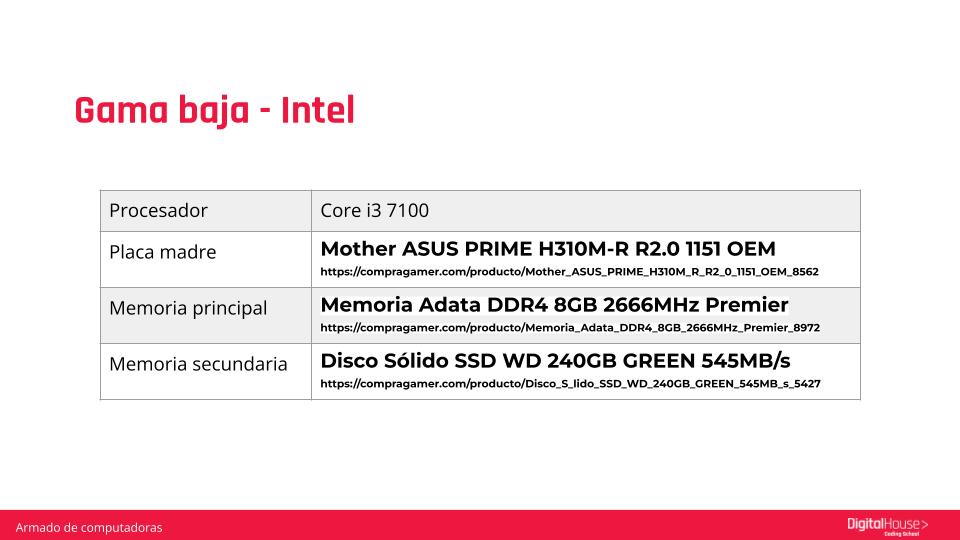 Gama baja - Intel
Procesador
Core i3 7100
Placa madre
Mother ASUS PRIME H310M-R R2.0 1151 OEM
https://compragamer.com/producto/Mother_ASUS_PRIME_H310M_R_R2_0_1151_OEM_8562
Memoria principal
Memoria Adata DDR4 8GB 2666MHz Premier
https://compragamer.com/producto/Memoria_Adata_DDR4_8GB_2666MHz_Premier_8972
Memoria secundaria
Disco Sólido SSD WD 240GB GREEN 545MB/s
https://compragamer.com/producto/Disco_S_lido_SSD_WD_240GB_GREEN_545MB_s_5427
Armado de computadoras
DigitalHouse>
Coding School